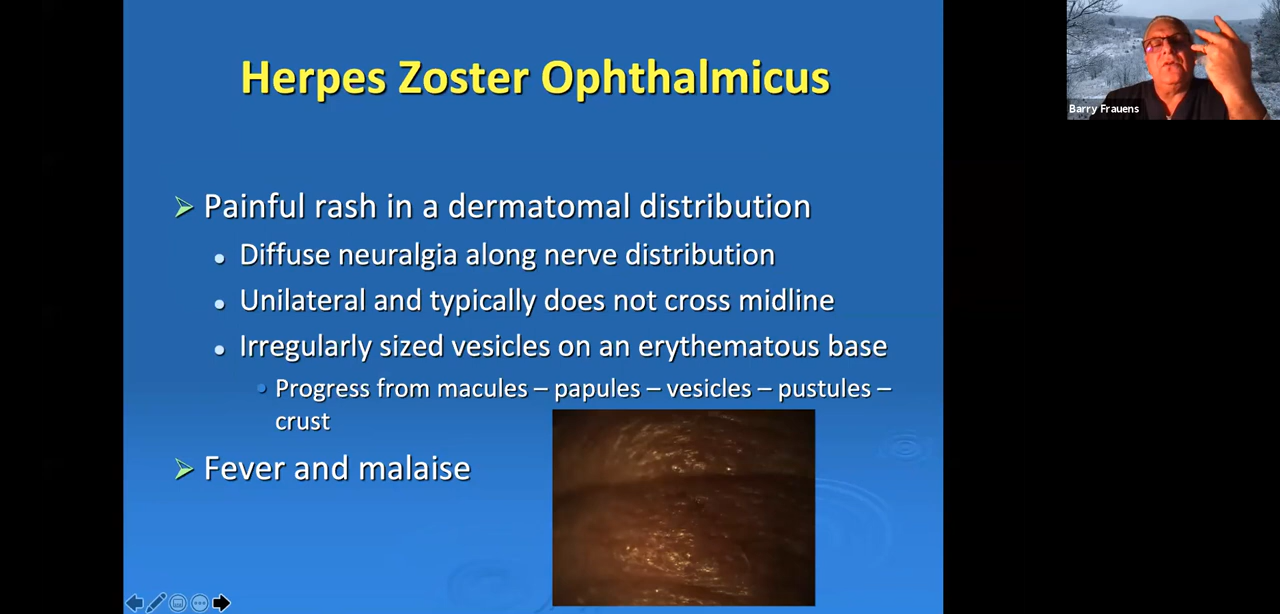 Herpes Zoster Ophthalmicus
Painful rash in a dermatomal distribution
Diffuse neuralgia along nerve distribution
Unilateral and typically does not cross midline
Irregularly sized vesicles on an erythematous base
Progress from macules – papules – vesicles – pustules –
crust
Fever and malaise
Barry Frauens